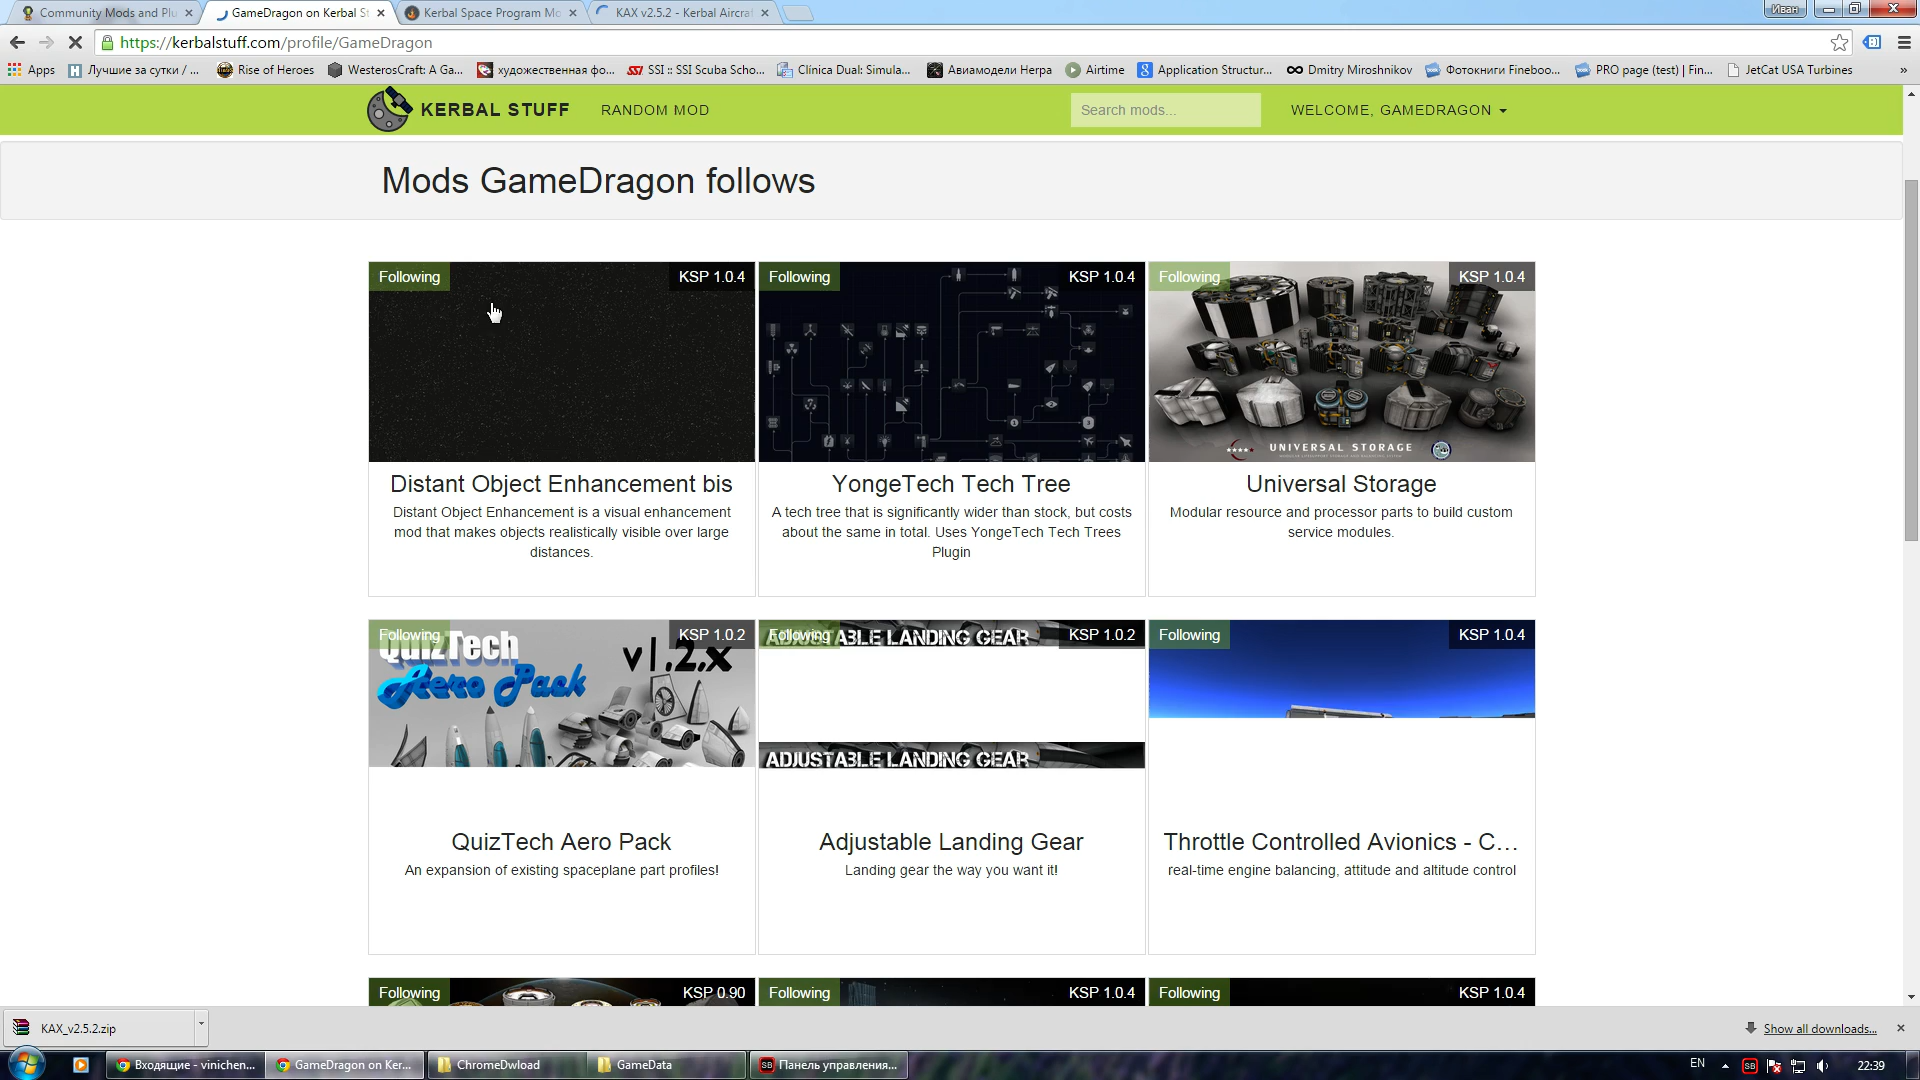 Community Mods and Plu
GameDragon on Kerbal St
Kerbal Space Program Mo
KAX v2.5.2 - Kerbal Aircraf
Иван
https://kerbalstuff.com/profile/GameDragon
Apps
Лучшие за сутки / ...
Rise of Heroes
WesterosCraft: A Ga...
художественная фо...
SSI :: SSI Scuba Scho...
Clínica Dual: Simula...
Авиамодели Негра
Airtime
Application Structur...
Dmitry Miroshnikov
Фотокниги Fineboo...
PRO page (test) | Fin...
JetCat USA Turbines
»
KERBAL STUFF
RANDOM MOD
Search mods...
WELCOME, GAMEDRAGON
Mods GameDragon follows
Following
KSP 1.0.4
Following
KSP 1.0.4
Following
KSP 1.0.4
UNIVERSAL STORAGE
Distant Object Enhancement bis
Distant Object Enhancement is a visual enhancement
mod that makes objects realistically visible over large
distances.
YongeTech Tech Tree
A tech tree that is significantly wider than stock, but costs
about the same in total. Uses YongeTech Tech Trees
Plugin
Universal Storage
Modular resource and processor parts to build custom
service modules.
Following
KSP 1.0.2
QuizTech
Aero Pack
v1.2.x
Following
KSP 1.0.2
ADJUSTABLE LANDING GEAR
ADJUSTABLE LANDING GEAR
Following
KSP 1.0.4
QuizTech Aero Pack
An expansion of existing spaceplane part profiles!
Adjustable Landing Gear
Landing gear the way you want it!
Throttle Controlled Avionics - C...
real-time engine balancing, attitude and altitude control
Following
KSP 0.90
Following
KSP 1.0.4
Following
KSP 1.0.4
KAX_v2.5.2.zip
Show all downloads...
Входящие - vinichen...
GameDragon on Ker...
ChromeDwload
GameData
SB
Панель управления...
EN
SB
22:39